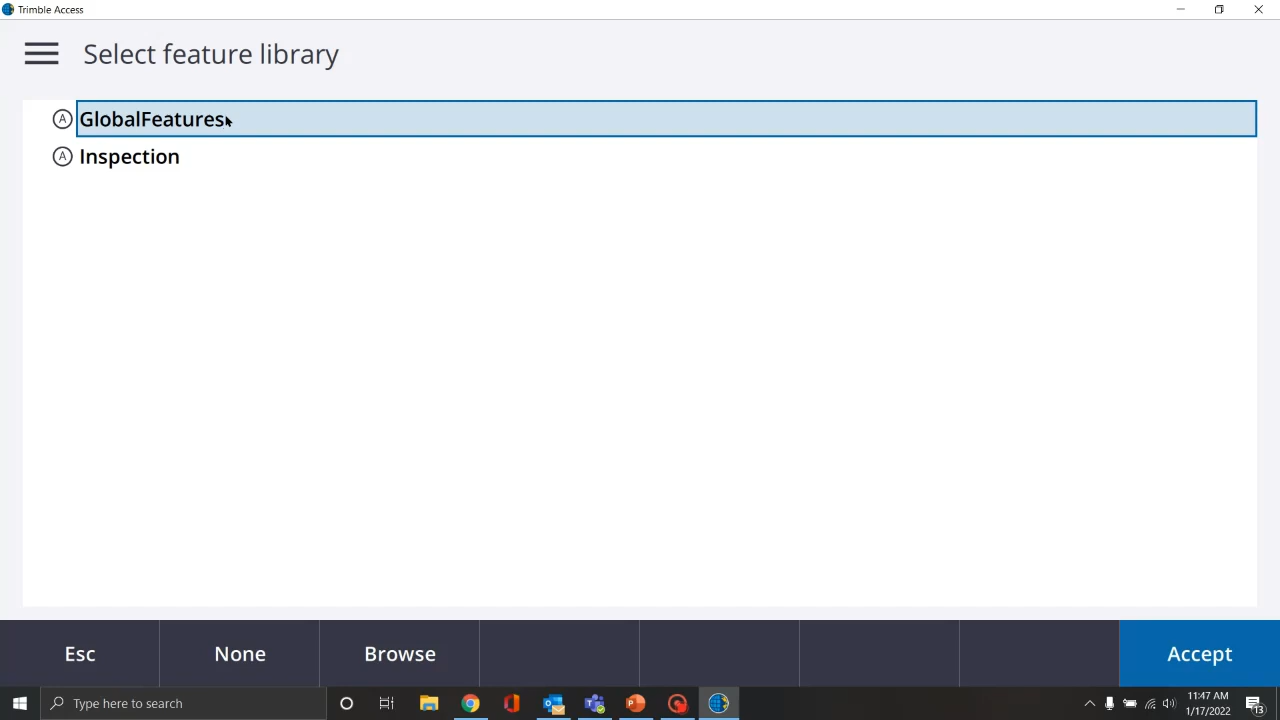 Trimble Access
Select feature library
A GlobalFeatures
A Inspection
Esc None Browse Accept
Type here to search
11:47 AM
1/17/2022
13